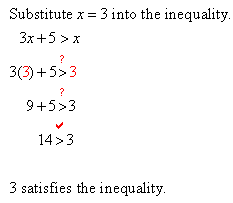 Substitute x = 3 into the inequality.
3x + 5 > x
?
3(3) + 5 > 3
?
9 + 5 > 3
✔
14 > 3
3 satisfies the inequality.